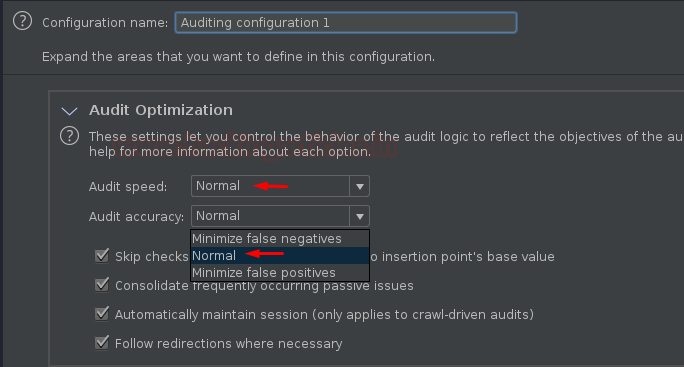 Configuration name: Auditing configuration 1
Expand the areas that you want to define in this configuration.
Audit Optimization
These settings let you control the behavior of the audit logic to reflect the objectives of the au
help for more information about each option.
Audit speed: Normal
Audit accuracy: Normal
Minimize false negatives
Skip checks Normal o insertion point's base value
Minimize false positives
Consolidate frequently occurring passive issues
Automatically maintain session (only applies to crawl-driven audits)
Follow redirections where necessary